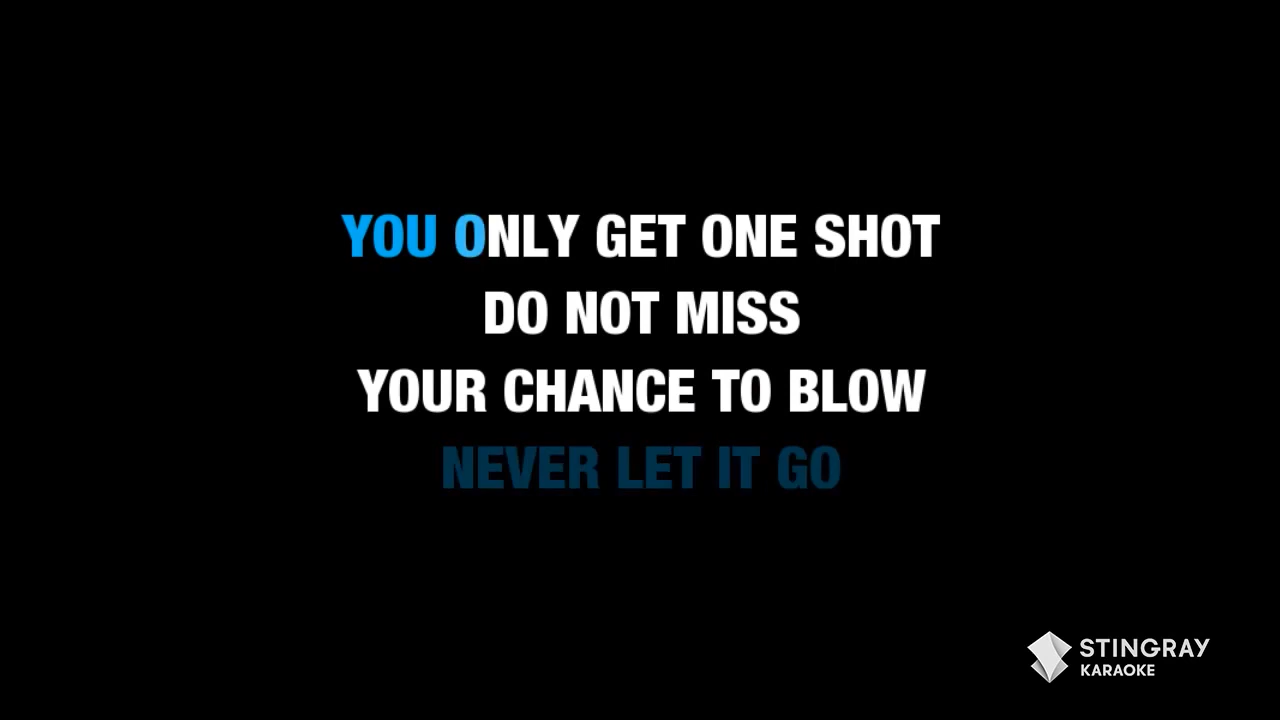 YOU ONLY GET ONE SHOT
DO NOT MISS
YOUR CHANCE TO BLOW
NEVER LET IT GO
STINGRAY
KARAOKE